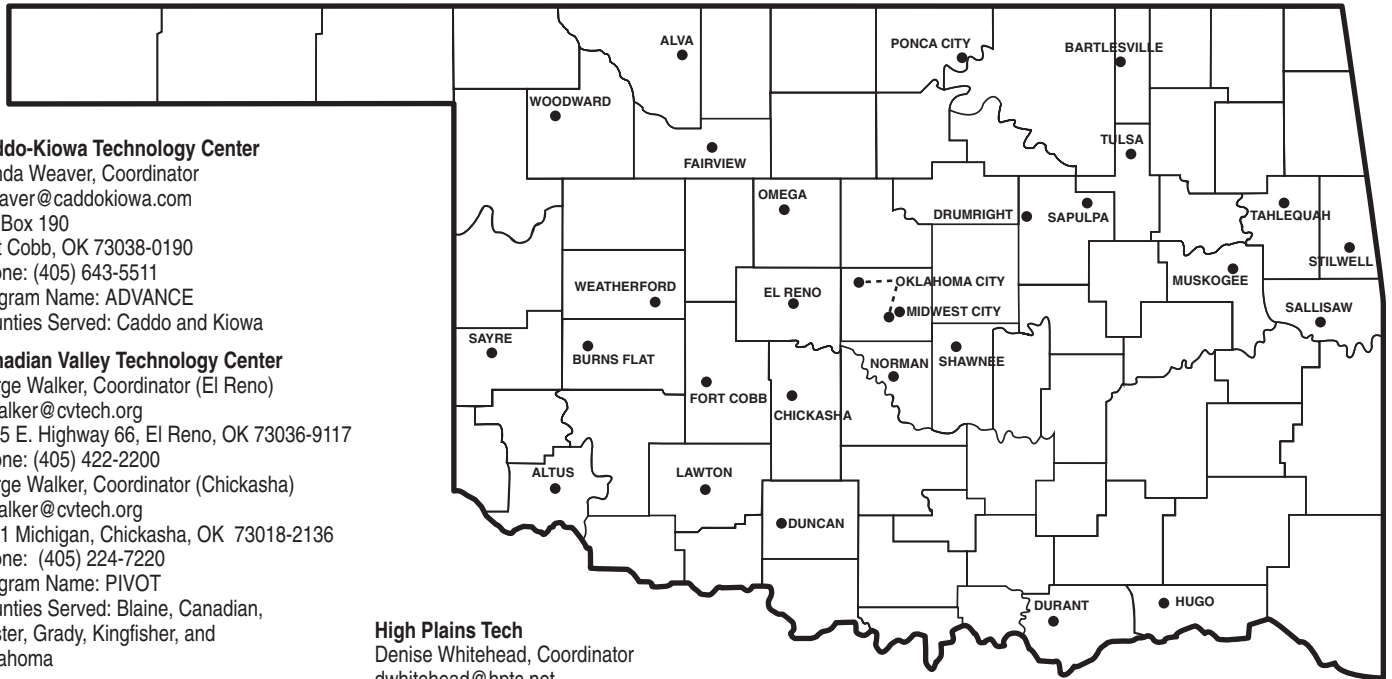 ALVA
PONCA CITY
BARTLESVILLE
WOODWARD
FAIRVIEW
TULSA
OMEGA
DRUMRIGHT
SAPULPA
TAHLEQUAH
STILWELL
WEATHERFORD
EL RENO
OKLAHOMA CITY
MIDWEST CITY
MUSKOGEE
SALLISAW
SAYRE
BURNS FLAT
NORMAN
SHAWNEE
FORT COBB
CHICKASHA
ALTUS
LAWTON
DUNCAN
DURANT
HUGO
ddo-Kiowa Technology Center
nda Weaver, Coordinator
aver@caddokiowa.com
Box 190
t Cobb, OK 73038-0190
one: (405) 643-5511
gram Name: ADVANCE
unties Served: Caddo and Kiowa
nadian Valley Technology Center
rge Walker, Coordinator (El Reno)
alker@cvtech.org
5 E. Highway 66, El Reno, OK 73036-9117
one: (405) 422-2200
rge Walker, Coordinator (Chickasha)
alker@cvtech.org
1 Michigan, Chickasha, OK 73018-2136
one: (405) 224-7220
gram Name: PIVOT
unties Served: Blaine, Canadian,
ster, Grady, Kingfisher, and
ahoma
High Plains Tech
Denise Whitehead, Coordinator
dwhitehead@hptc.net